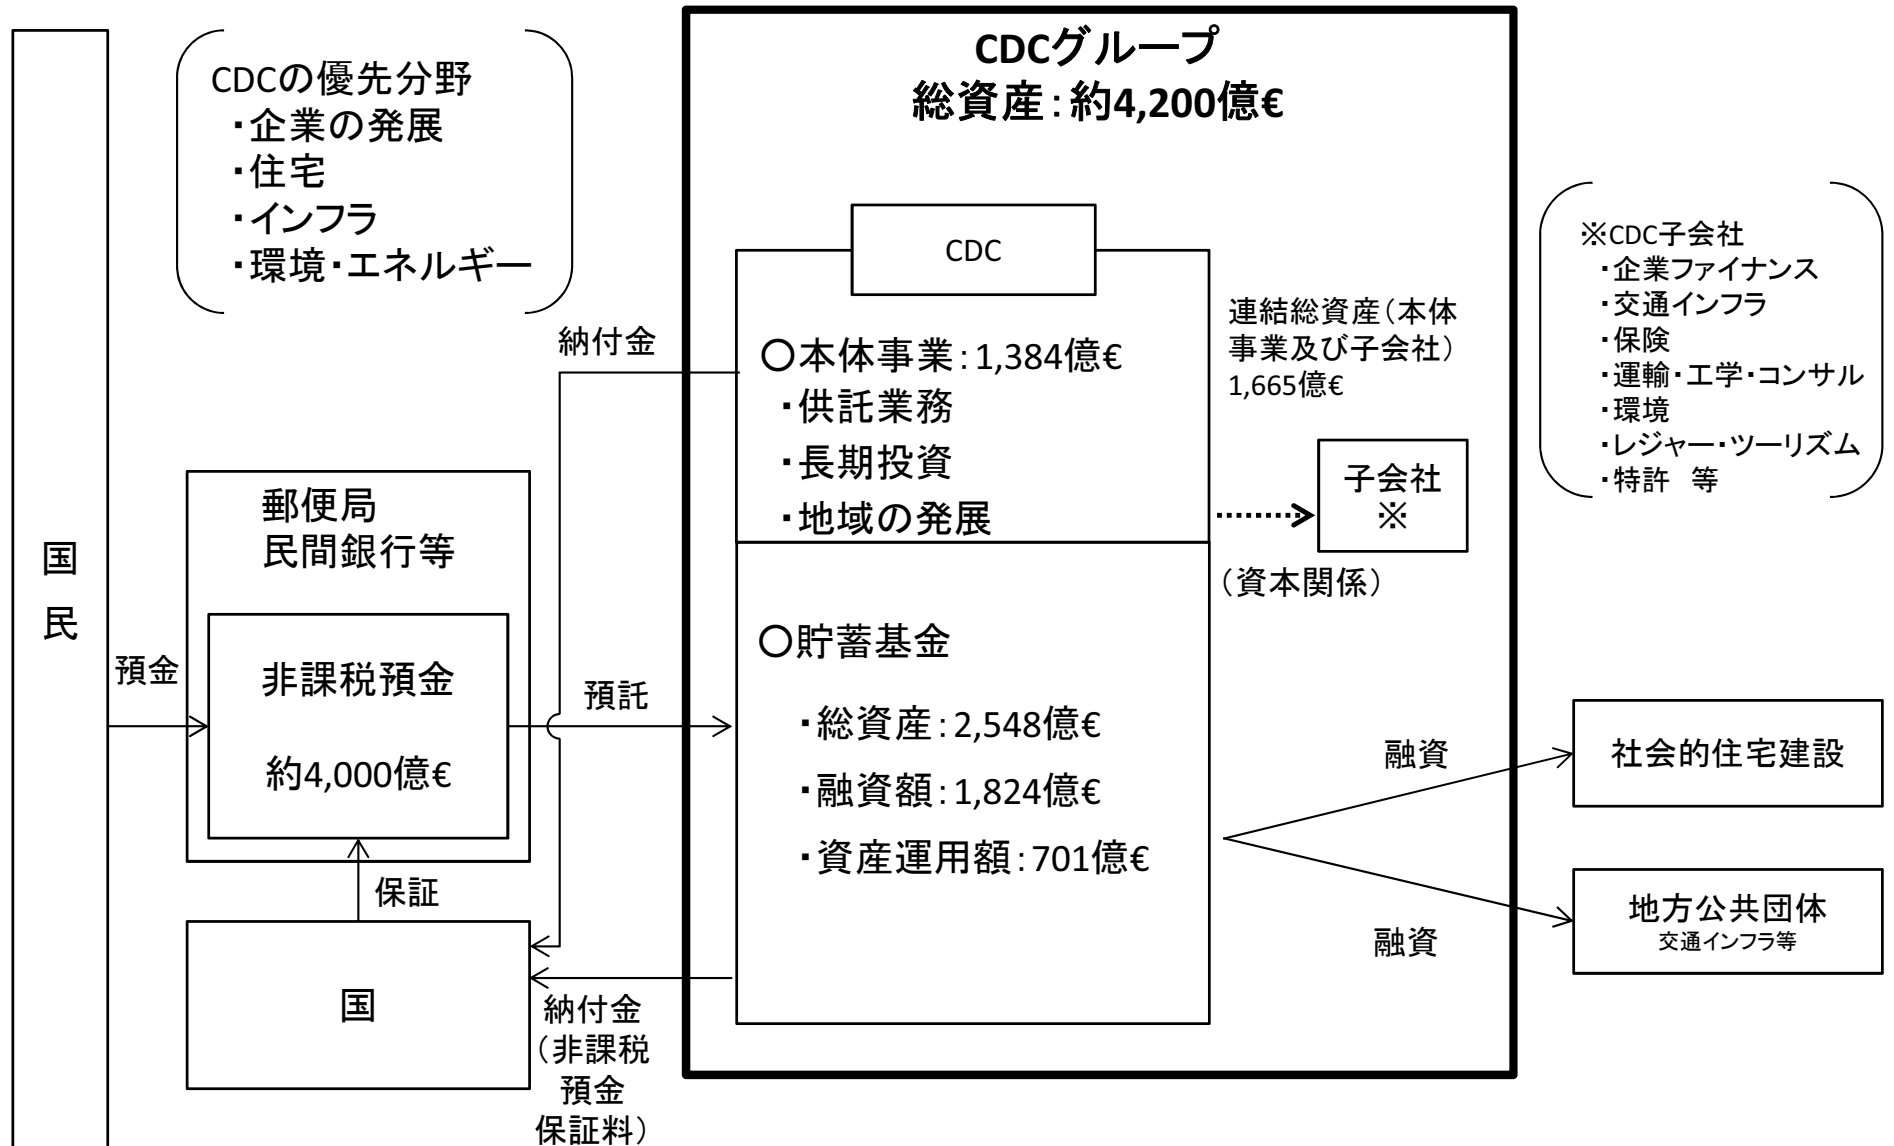 CDCグループ
総資産：約4,200億€
CDCの優先分野
・企業の発展
・住宅
・インフラ
・環境・エネルギー
国
民
預金
郵便局
民間銀行等
非課税預金
約4,000億€
保証
国
納付金
預託
納付金
（非課税
預金
保証料）
CDC
○本体事業：1,384億€
・供託業務
・長期投資
・地域の発展
○貯蓄基金
・総資産：2,548億€
・融資額：1,824億€
・資産運用額：701億€
連結総資産（本体
事業及び子会社）
1,665億€
子会社
※
（資本関係）
※CDC子会社
・企業ファイナンス
・交通インフラ
・保険
・運輸・工学・コンサル
・環境
・レジャー・ツーリズム
・特許　等
融資
社会的住宅建設
融資
地方公共団体
交通インフラ等